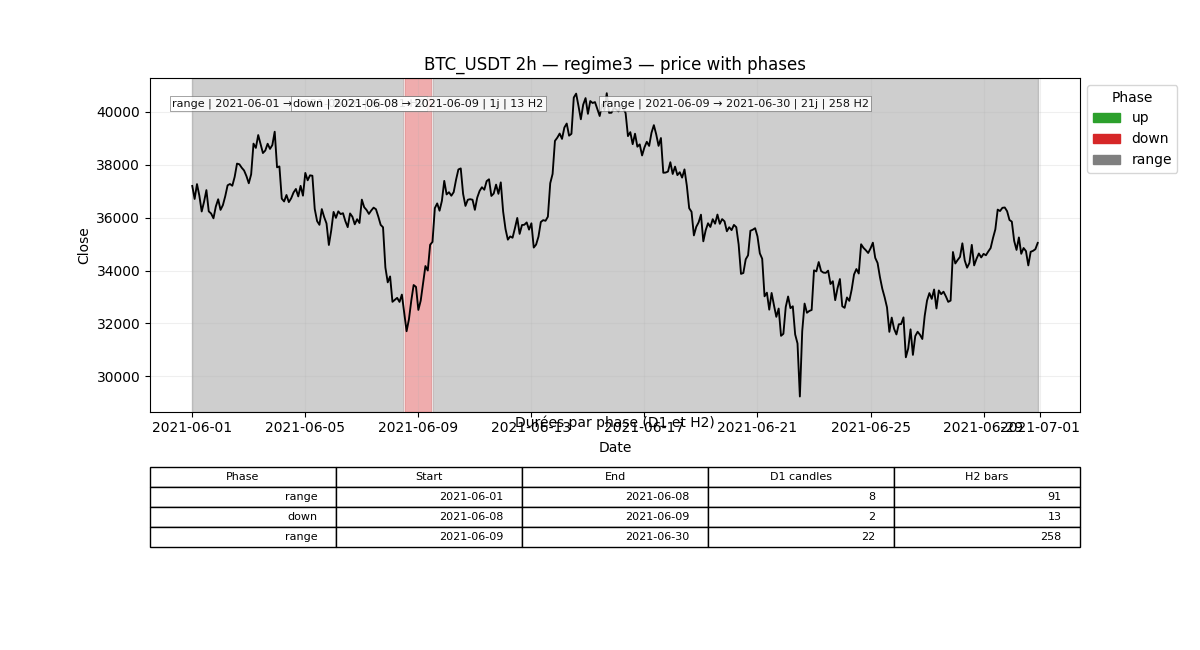 BTC_USDT 2h — regime3 — price with phases
range | 2021-06-01 →
down | 2021-06-08 → 2021-06-09 | 1j | 13 H2
range | 2021-06-09 → 2021-06-30 | 21j | 258 H2
Phase
up
down
range
Close
40000
38000
36000
34000
32000
30000
2021-06-01 2021-06-05 2021-06-09 2021-06-13 2021-06-17 2021-06-21 2021-06-25 2021-06-29 2021-07-01
Durées par phase (D1 et H2)
Date
Phase Start End D1 candles H2 bars
range 2021-06-01 2021-06-08 8 91
down 2021-06-08 2021-06-09 2 13
range 2021-06-09 2021-06-30 22 258